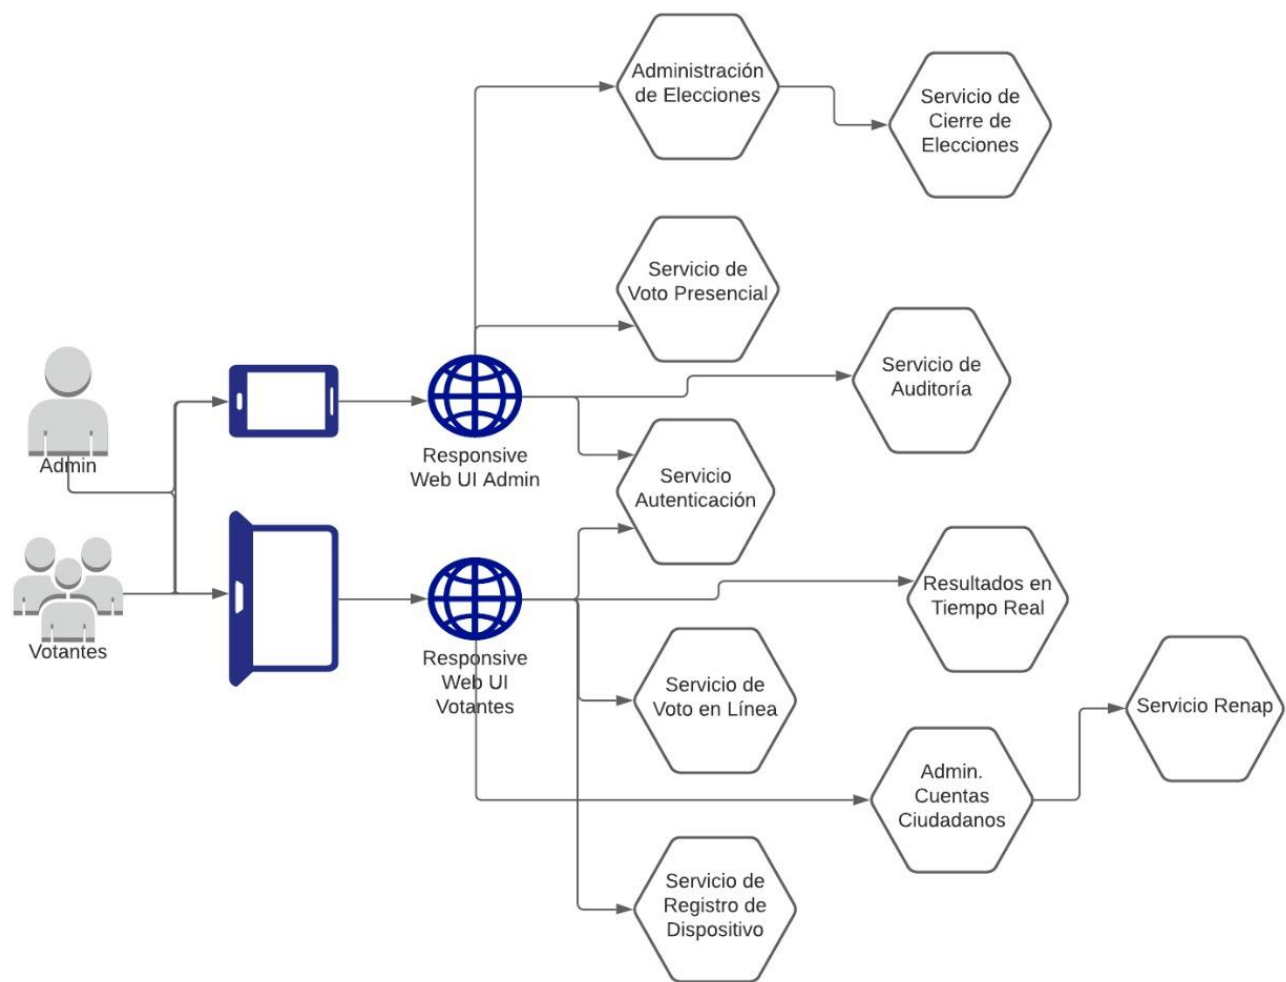 Administración
de Elecciones
Servicio de
Cierre de
Elecciones
Servicio de
Voto Presencial
Servicio de
Auditoría
Admin
Responsive
Web UI Admin
Servicio
Autenticación
Resultados en
Tiempo Real
Votantes
Responsive
Web UI
Votantes
Servicio de
Voto en Línea
Servicio Renap
Admin.
Cuentas
Ciudadanos
Servicio de
Registro de
Dispositivo